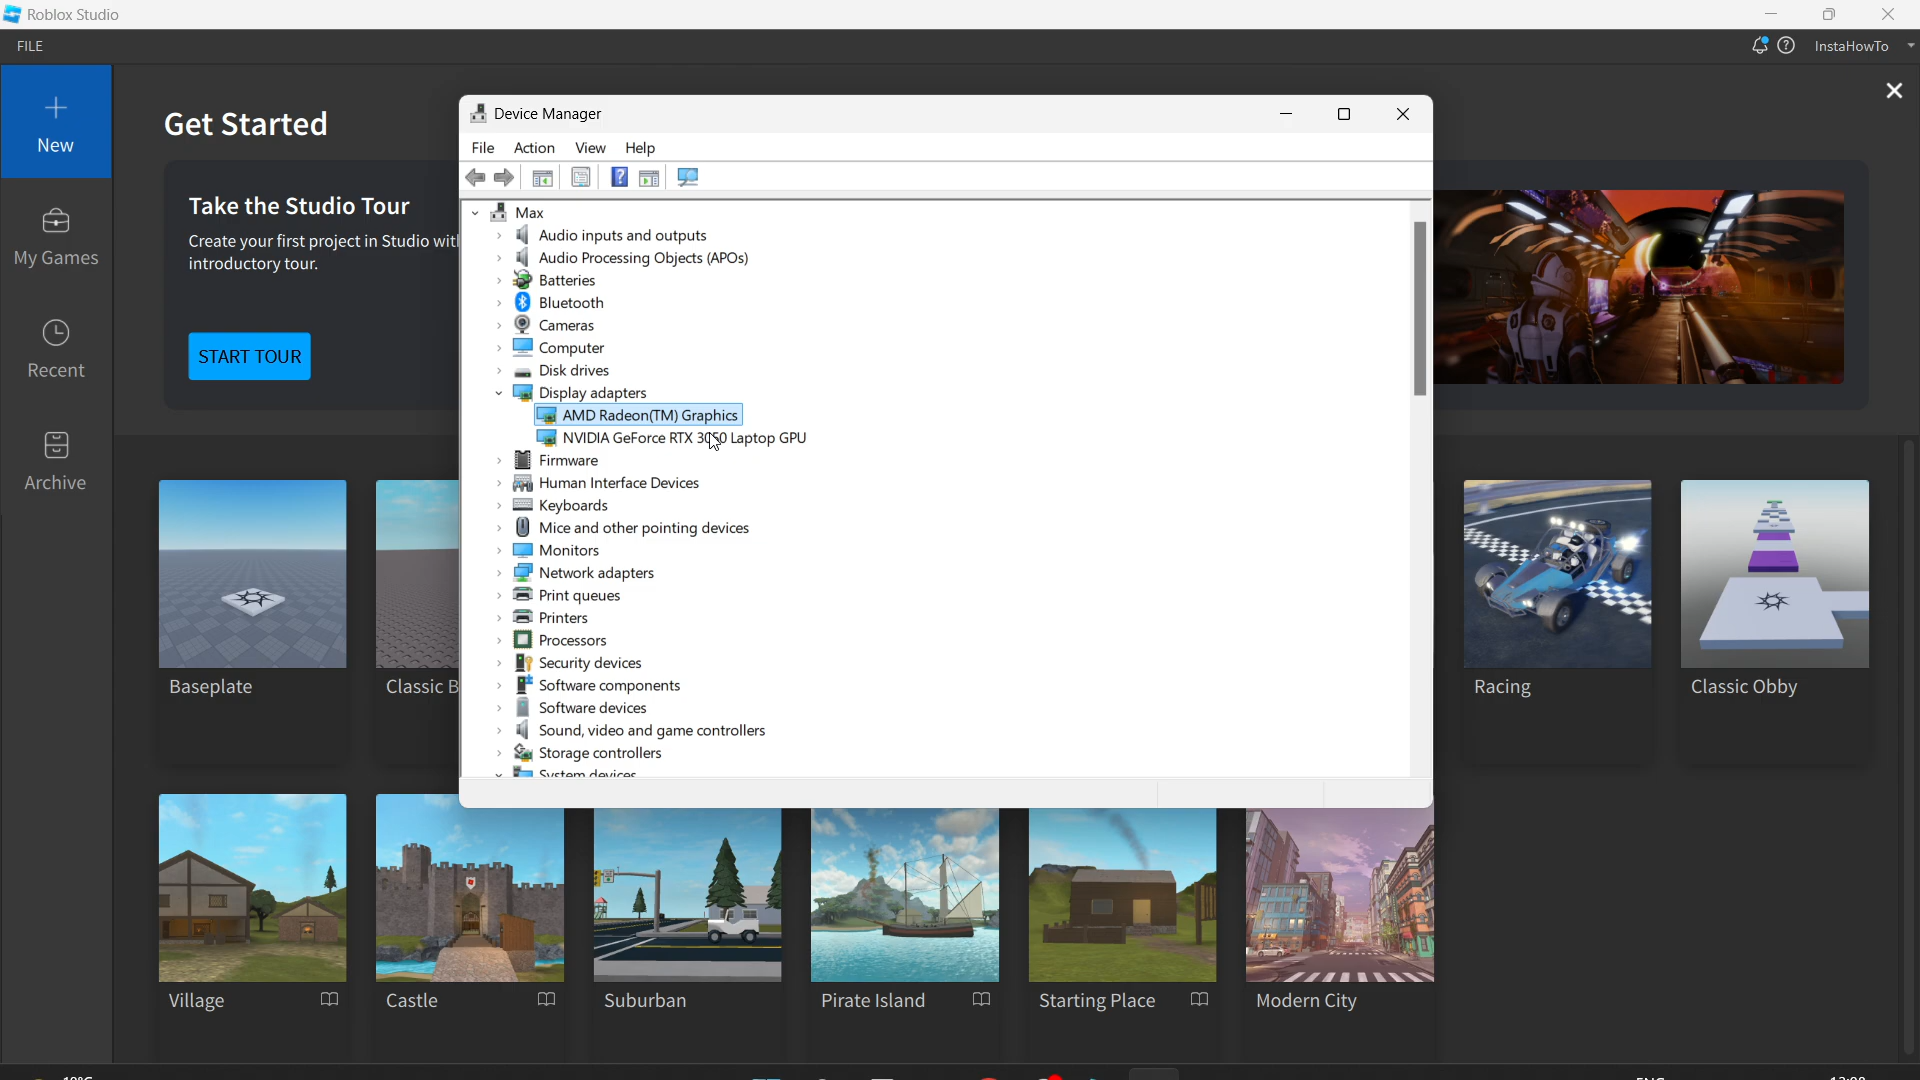 Roblox Studio
FILE
InstaHowTo
New
My Games
Recent
Archive
Get Started
Take the Studio Tour
Create your first project in Studio wit
introductory tour.
START TOUR
Device Manager
File Action View Help
Max
Audio inputs and outputs
Audio Processing Objects (APOs)
Batteries
Bluetooth
Cameras
Computer
Disk drives
Display adapters
AMD Radeon(TM) Graphics
NVIDIA GeForce RTX 3050 Laptop GPU
Firmware
Human Interface Devices
Keyboards
Mice and other pointing devices
Monitors
Network adapters
Print queues
Printers
Processors
Security devices
Software components
Software devices
Sound, video and game controllers
Storage controllers
System devices
Baseplate
Classic B
Racing
Classic Obby
Village
Castle
Suburban
Pirate Island
Starting Place
Modern City